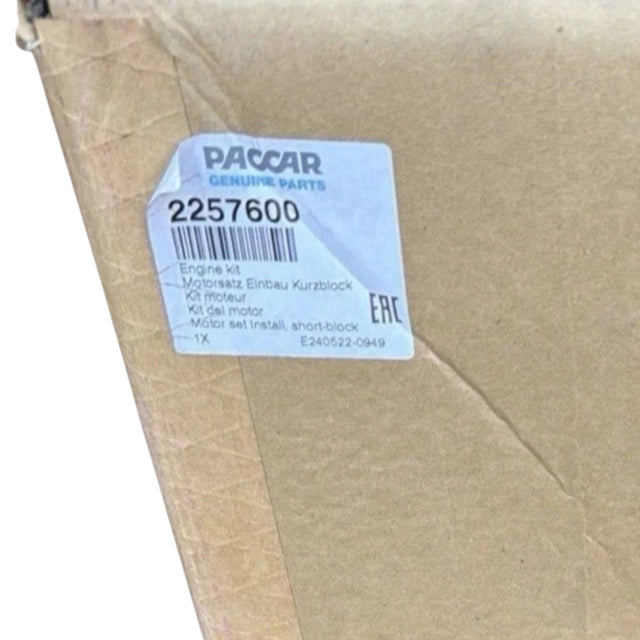 PACCAR
GENUINE PARTS
2257600
Engine kit
Motorsatz Einbau Kurzblock
Kit moteur
Kit del motor
Motor set Install, short-block
EAC
1X E240522-0949